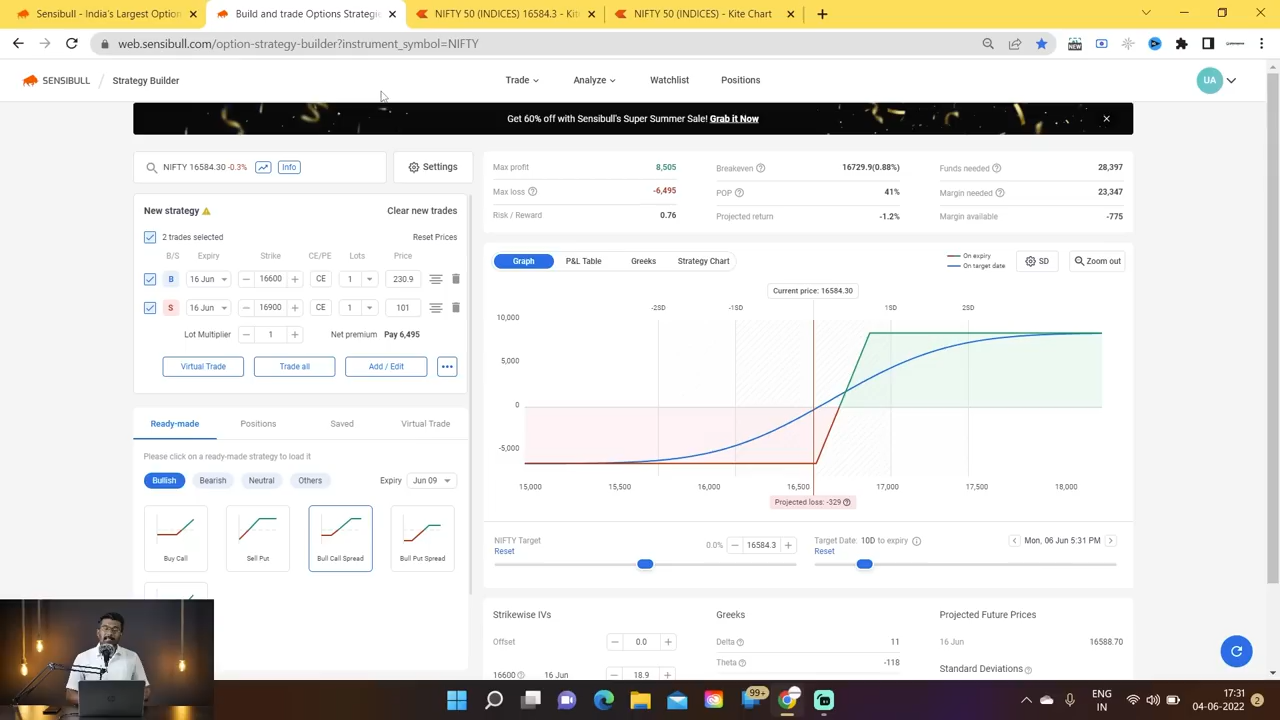 Sensibull - India's Largest Option
Build and trade Options Strategie
NIFTY 50 (INDICES) 16584.3 - Kit
NIFTY 50 (INDICES) - Kite Chart
web.sensibull.com/option-strategy-builder?instrument_symbol=NIFTY
NEW
SENSIBULL / Strategy Builder
Trade
Analyze
Watchlist
Positions
UA
Get 60% off with Sensibull's Super Summer Sale! Grab it Now
NIFTY 16584.30 -0.3% Info
Settings
Max profit 8,505
Breakeven 16729.9(0.88%)
Funds needed 28,397
Max loss -6,495
POP 41%
Margin needed 23,347
Risk / Reward 0.76
Projected return -1.2%
Margin available -775
New strategy
Clear new trades
2 trades selected
Reset Prices
B/S Expiry Strike CE/PE Lots Price
B 16 Jun 16600 CE 1 230.9
S 16 Jun 16900 CE 1 101
Lot Multiplier 1 Net premium Pay 6,495
Virtual Trade
Trade all
Add / Edit
Graph
P&L Table
Greeks
Strategy Chart
On expiry
On target date
SD
Zoom out
Current price: 16584.30
-2SD -1SD 1SD 2SD
10,000
5,000
0
-5,000
15,000 15,500 16,000 16,500 17,000 17,500 18,000
Projected loss: -329
Ready-made
Positions
Saved
Virtual Trade
Please click on a ready-made strategy to load it
Bullish
Bearish
Neutral
Others
Expiry Jun 09
Buy Call
Sell Put
Bull Call Spread
Bull Put Spread
NIFTY Target
Reset
0.0% 16584.3
Target Date: 10D to expiry
Reset
Mon, 06 Jun 5:31 PM
Strikewise IVs
Offset 0.0
16600 16 Jun 18.9
Greeks
Delta 11
Theta -118
Projected Future Prices
16 Jun 16588.70
Standard Deviations
99+
ENG
IN
17:31
04-06-2022
2